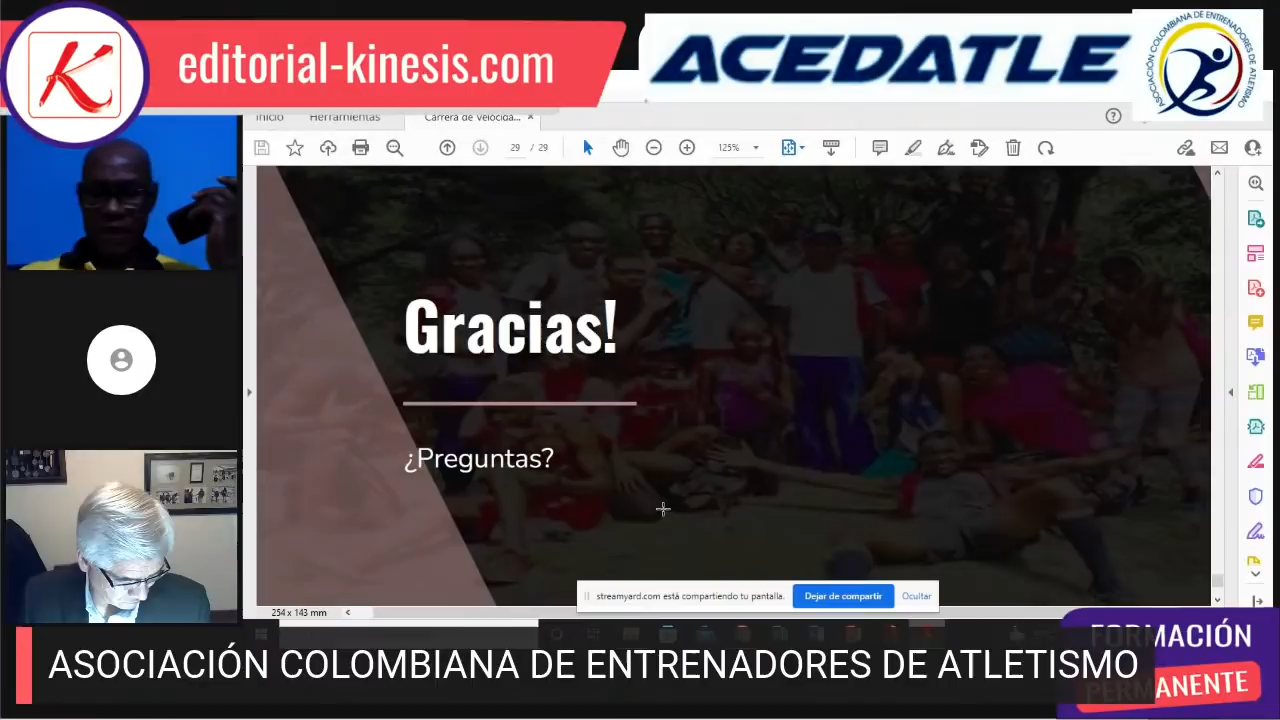 K
editorial-kinesis.com
ACEDATLE
ASOCIACIÓN COLOMBIANA DE ENTRENADORES DE ATLETISMO
Inicio
Herramientas
Carrera de Velocida...
29 / 29
125%
Gracias!
¿Preguntas?
streamyard.com está compartiendo tu pantalla.
Dejar de compartir
Ocultar
254 x 143 mm
FORMACIÓN
PERMANENTE
ASOCIACIÓN COLOMBIANA DE ENTRENADORES DE ATLETISMO